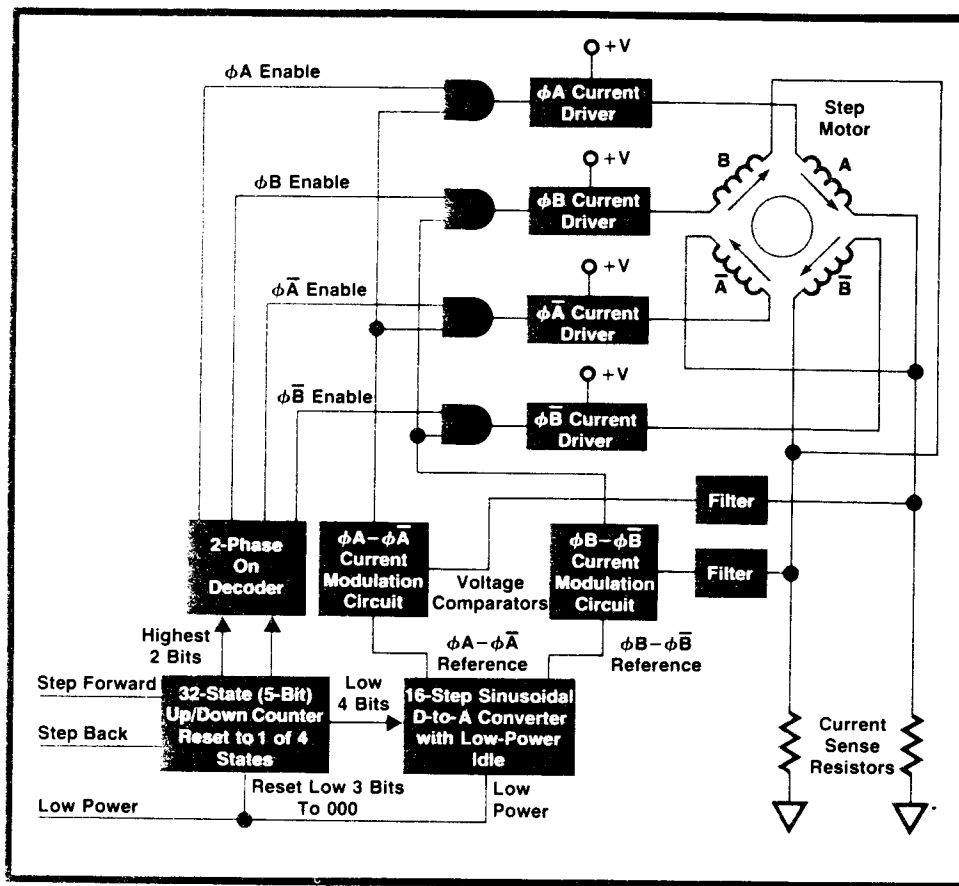 +V
ϕA Enable
ϕA Current
Driver
Step
Motor
B
A
+V
ϕB Enable
ϕB Current
Driver
+V
A̅
B̅
ϕA̅ Enable
ϕA̅ Current
Driver
+V
ϕB̅ Enable
ϕB̅ Current
Driver
Filter
2-Phase
On
Decoder
ϕA–ϕA̅
Current
Modulation
Circuit
Voltage
Comparators
ϕB–ϕB̅
Current
Modulation
Circuit
Filter
Highest
2 Bits
ϕA–ϕA̅
Reference
ϕB–ϕB̅
Reference
Step Forward
32-State (5-Bit)
Up/Down Counter
Reset to 1 of 4
States
Low
4 Bits
16-Step Sinusoidal
D-to-A Converter
with Low-Power
Idle
Step Back
Current
Sense
Resistors
Low Power
Reset Low 3 Bits
To 000
Low
Power